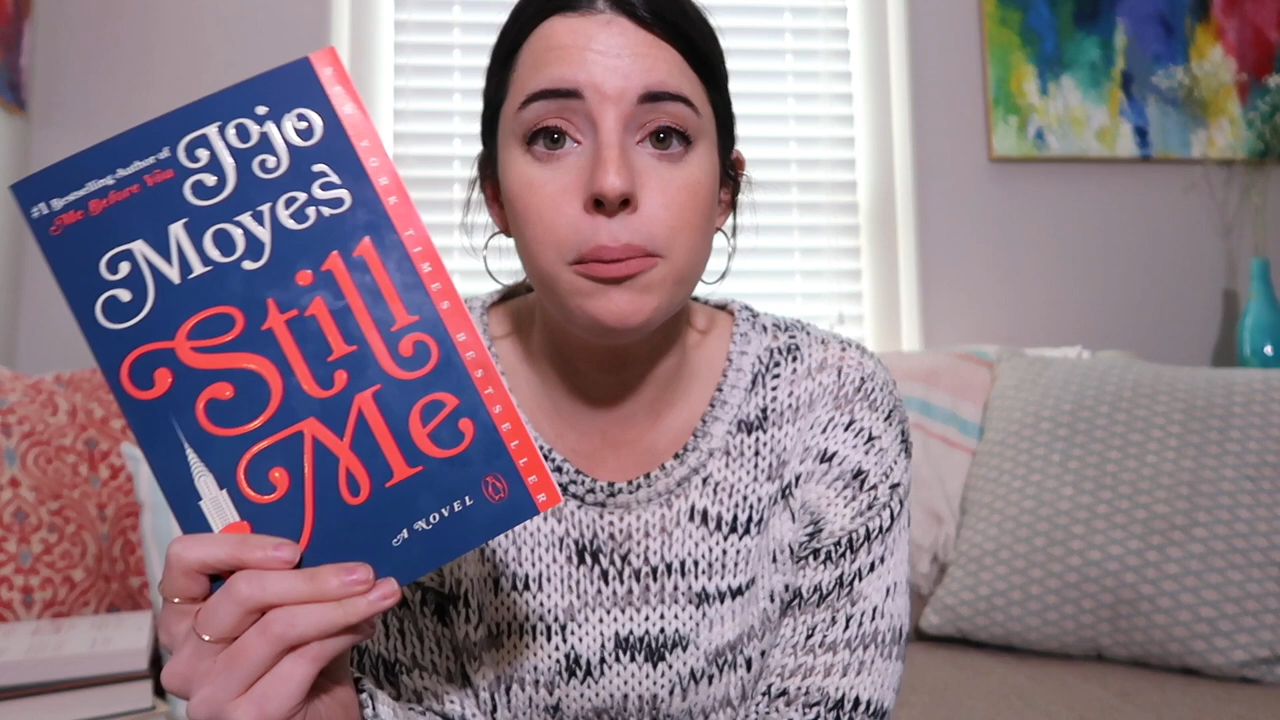 #1 Bestselling Author of
Me Before You
Jojo
Moyes
Still
Me
A NOVEL
NEW YORK TIMES BESTSELLER